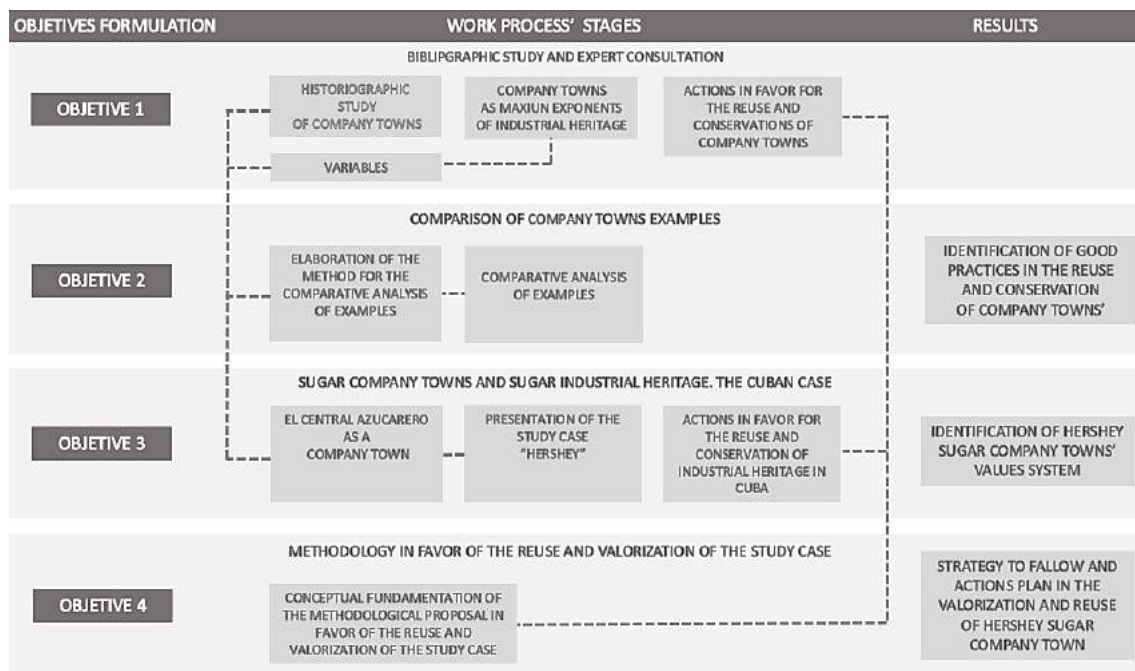 OBJETIVES FORMULATION
WORK PROCESS' STAGES
RESULTS
BIBLIPGRAPHIC STUDY AND EXPERT CONSULTATION
OBJETIVE 1
HISTORIOGRAPHIC
STUDY
OF COMPANY TOWNS
COMPANY TOWNS
AS MAXIUN EXPONENTS
OF INDUSTRIAL HERITAGE
ACTIONS IN FAVOR FOR
THE REUSE AND
CONSERVATIONS OF
COMPANY TOWNS
VARIABLES
COMPARISON OF COMPANY TOWNS EXAMPLES
OBJETIVE 2
ELABORATION OF THE
METHOD FOR THE
COMPARATIVE ANALYSIS
OF EXAMPLES
COMPARATIVE ANALYSIS
OF EXAMPLES
IDENTIFICATION OF GOOD
PRACTICES IN THE REUSE
AND CONSERVATION
OF COMPANY TOWNS'
SUGAR COMPANY TOWNS AND SUGAR INDUSTRIAL HERITAGE. THE CUBAN CASE
OBJETIVE 3
EL CENTRAL AZUCARERO
AS A
COMPANY TOWN
PRESENTATION OF THE
STUDY CASE
"HERSHEY"
ACTIONS IN FAVOR FOR
THE REUSE AND
CONSERVATION OF
INDUSTRIAL HERITAGE IN
CUBA
IDENTIFICATION OF HERSHEY
SUGAR COMPANY TOWNS'
VALUES SYSTEM
METHODOLOGY IN FAVOR OF THE REUSE AND VALORIZATION OF THE STUDY CASE
OBJETIVE 4
CONCEPTUAL FUNDAMENTATION OF
THE METHODOLOGICAL PROPOSAL IN
FAVOR OF THE REUSE AND
VALORIZATION OF THE STUDY CASE
STRATEGY TO FALLOW AND
ACTIONS PLAN IN THE
VALORIZATION AND REUSE
OF HERSHEY SUGAR
COMPANY TOWN